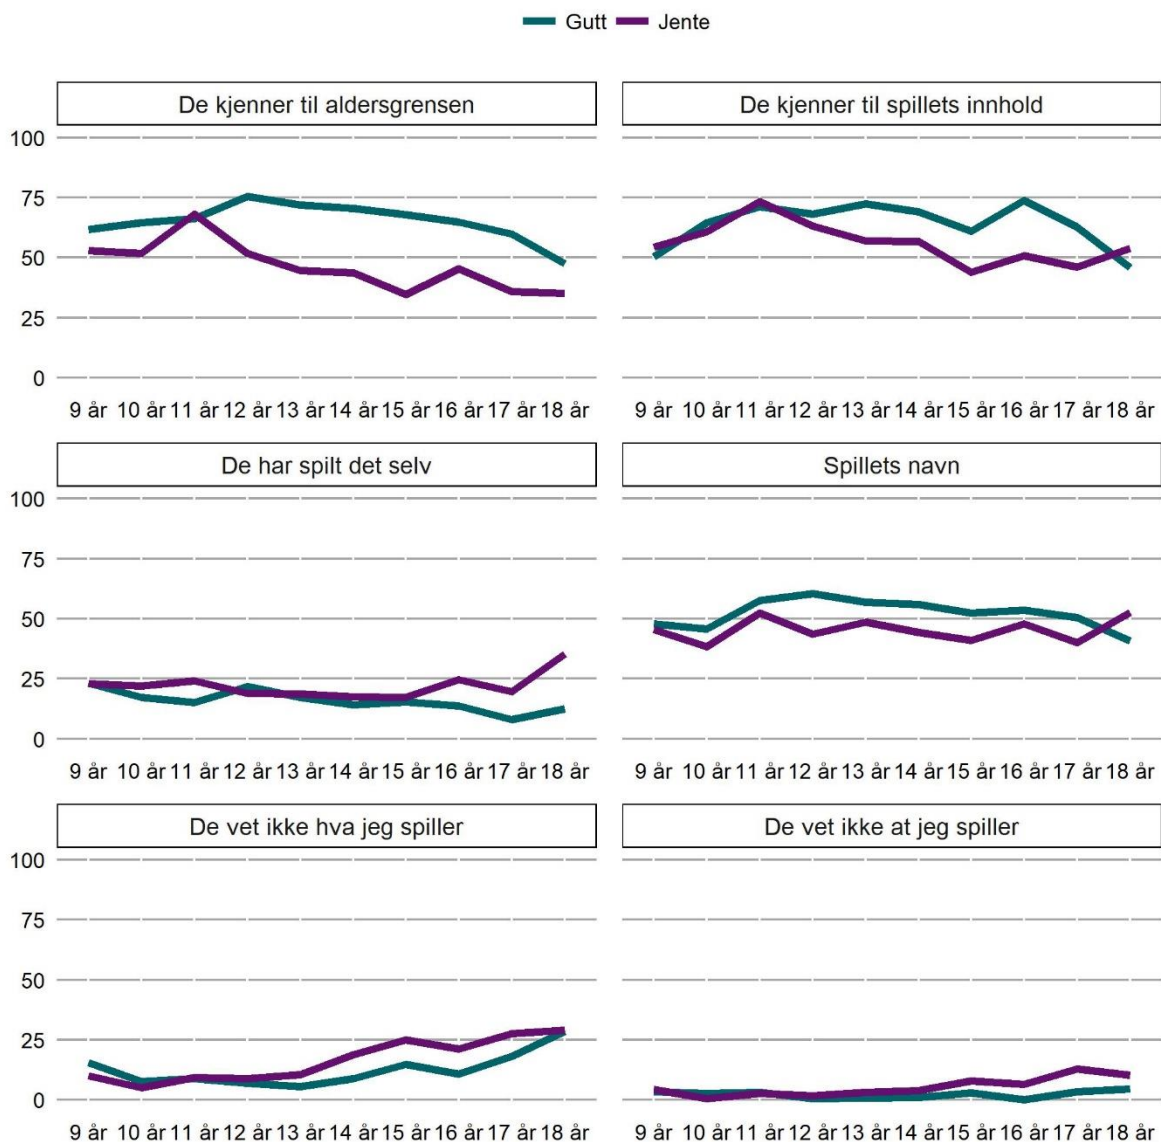 Gutt Jente
De kjenner til aldersgrensen
De kjenner til spillets innhold
100
75
50
25
0
9 år 10 år 11 år 12 år 13 år 14 år 15 år 16 år 17 år 18 år
9 år 10 år 11 år 12 år 13 år 14 år 15 år 16 år 17 år 18 år
De har spilt det selv
Spillets navn
100
75
50
25
0
9 år 10 år 11 år 12 år 13 år 14 år 15 år 16 år 17 år 18 år
9 år 10 år 11 år 12 år 13 år 14 år 15 år 16 år 17 år 18 år
De vet ikke hva jeg spiller
De vet ikke at jeg spiller
100
75
50
25
0
9 år 10 år 11 år 12 år 13 år 14 år 15 år 16 år 17 år 18 år
9 år 10 år 11 år 12 år 13 år 14 år 15 år 16 år 17 år 18 år